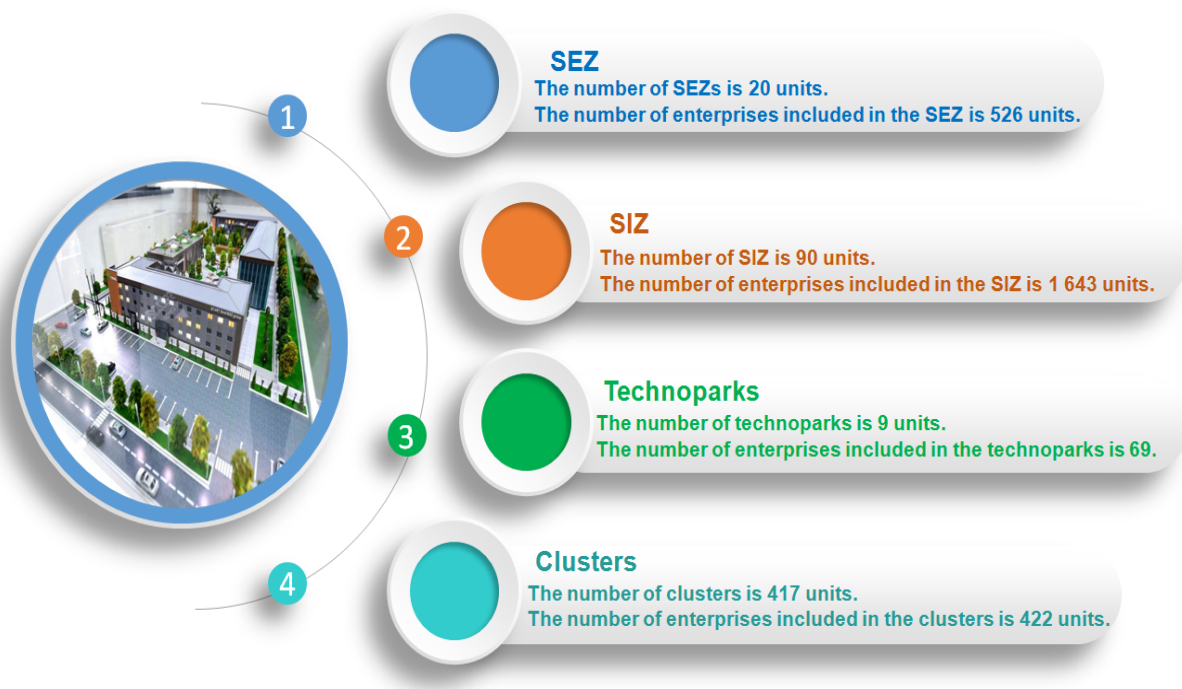 1
SEZ
The number of SEZs is 20 units.
The number of enterprises included in the SEZ is 526 units.
2
SIZ
The number of SIZ is 90 units.
The number of enterprises included in the SIZ is 1 643 units.
3
Technoparks
The number of technoparks is 9 units.
The number of enterprises included in the technoparks is 69.
4
Clusters
The number of clusters is 417 units.
The number of enterprises included in the clusters is 422 units.